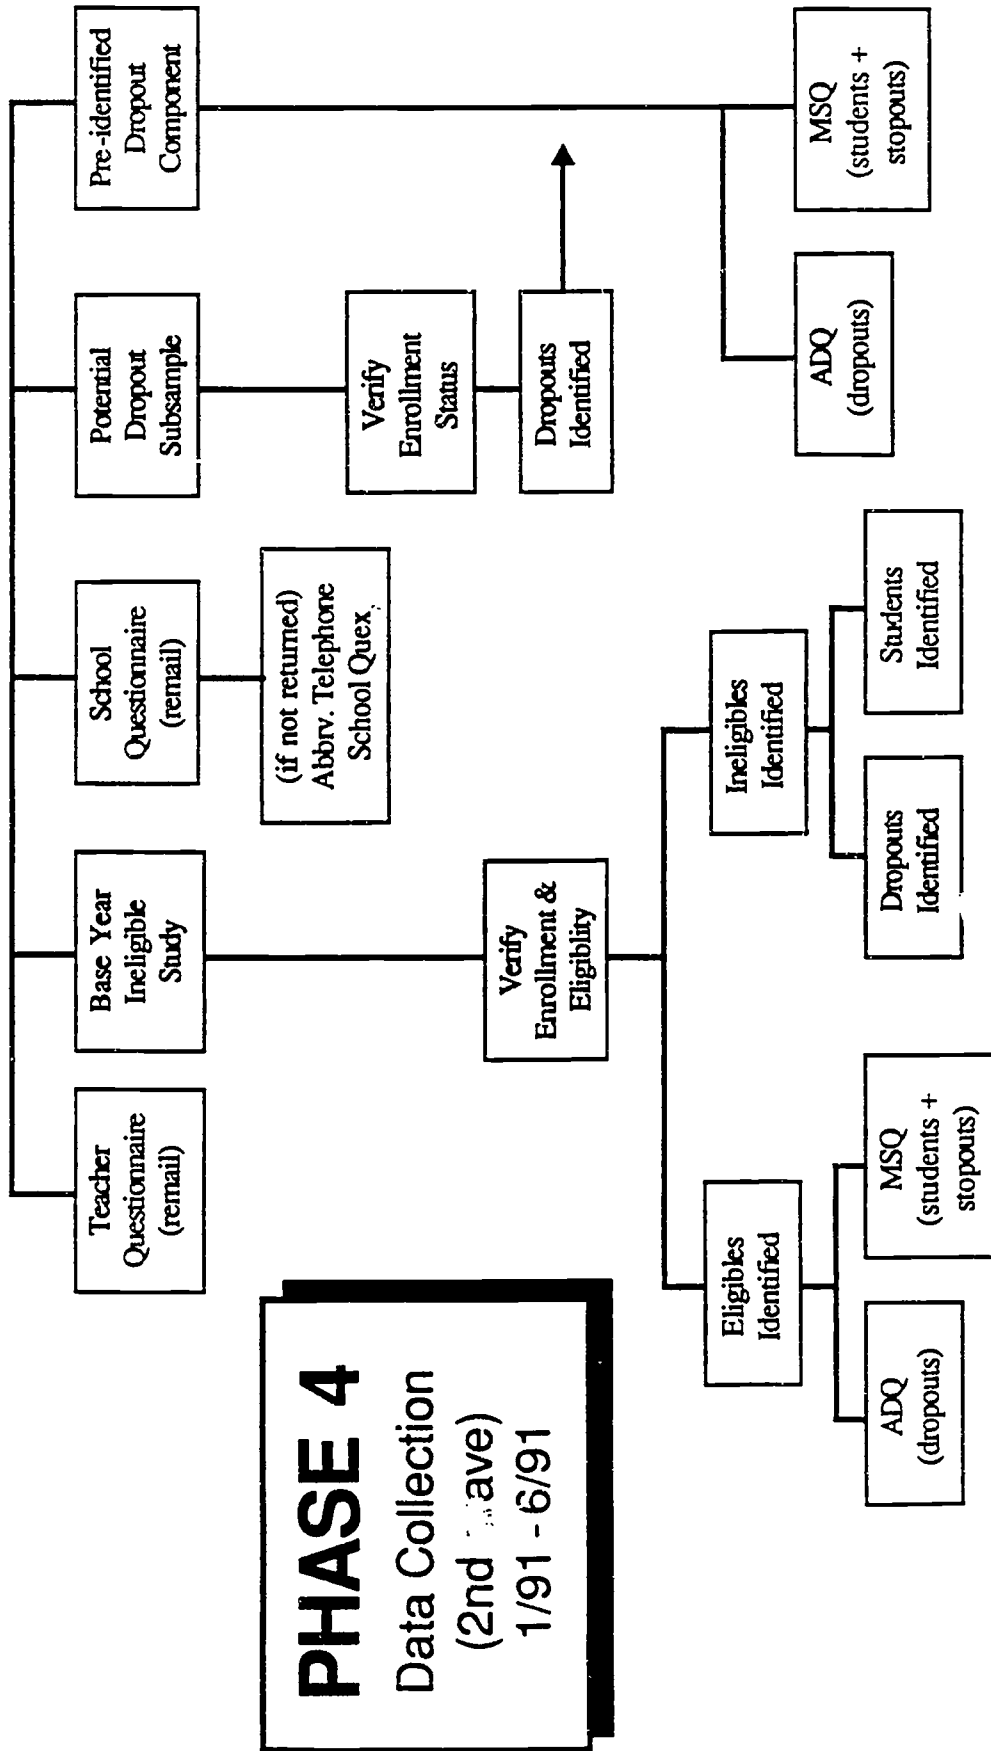 PHASE 4
Data Collection
(2nd
1/91 - 6/91
Teacher
Questionnaire
(remail)
Base Year
Ineligible
Study
School
Questionnaire
(remail)
Potential
Dropout
Subsample
Pre-identified
Dropout
Component
(if not returned)
Abbrv. Telephone
School Quex
Verify
Enrollment
Status
Dropouts
Identified
Verify
Enrollment &
Eligiblity
Eligibles
Identified
Ineligibles
Identified
ADQ
(dropouts)
MSQ
(students +
stopouts)
Dropouts
Identified
Students
Identified
ADQ
(dropouts)
MSQ
(students +
stopouts)